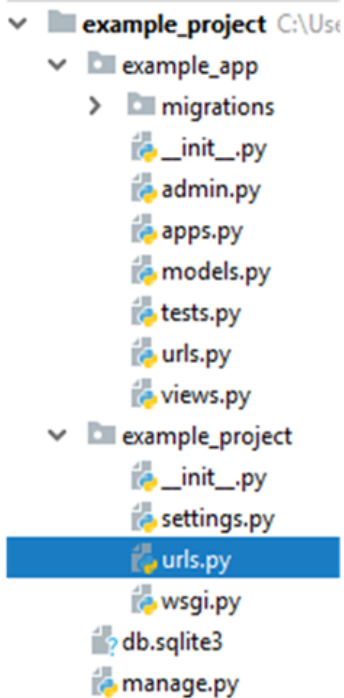 example_project C:\Use
example_app
migrations
__init__.py
admin.py
apps.py
models.py
tests.py
urls.py
views.py
example_project
__init__.py
settings.py
urls.py
wsgi.py
db.sqlite3
manage.py